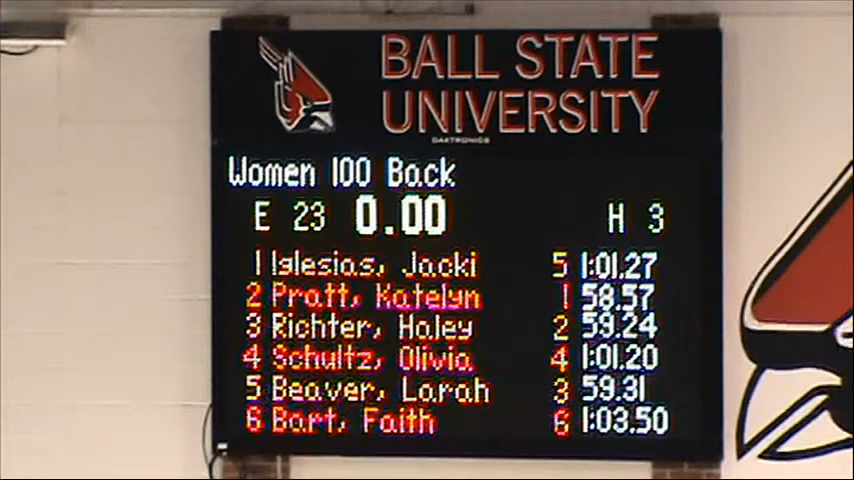 BALL STATE
UNIVERSITY
DAKTRONICS
Women 100 Back
E 23 0.00 H 3
1 Iglesias, Jacki 5 1:01.27
2 Pratt, Katelyn 1 58.57
3 Richter, Haley 2 59.24
4 Schultz, Olivia 4 1:01.20
5 Beaver, Larah 3 59.31
6 Bart, Faith 6 1:03.50